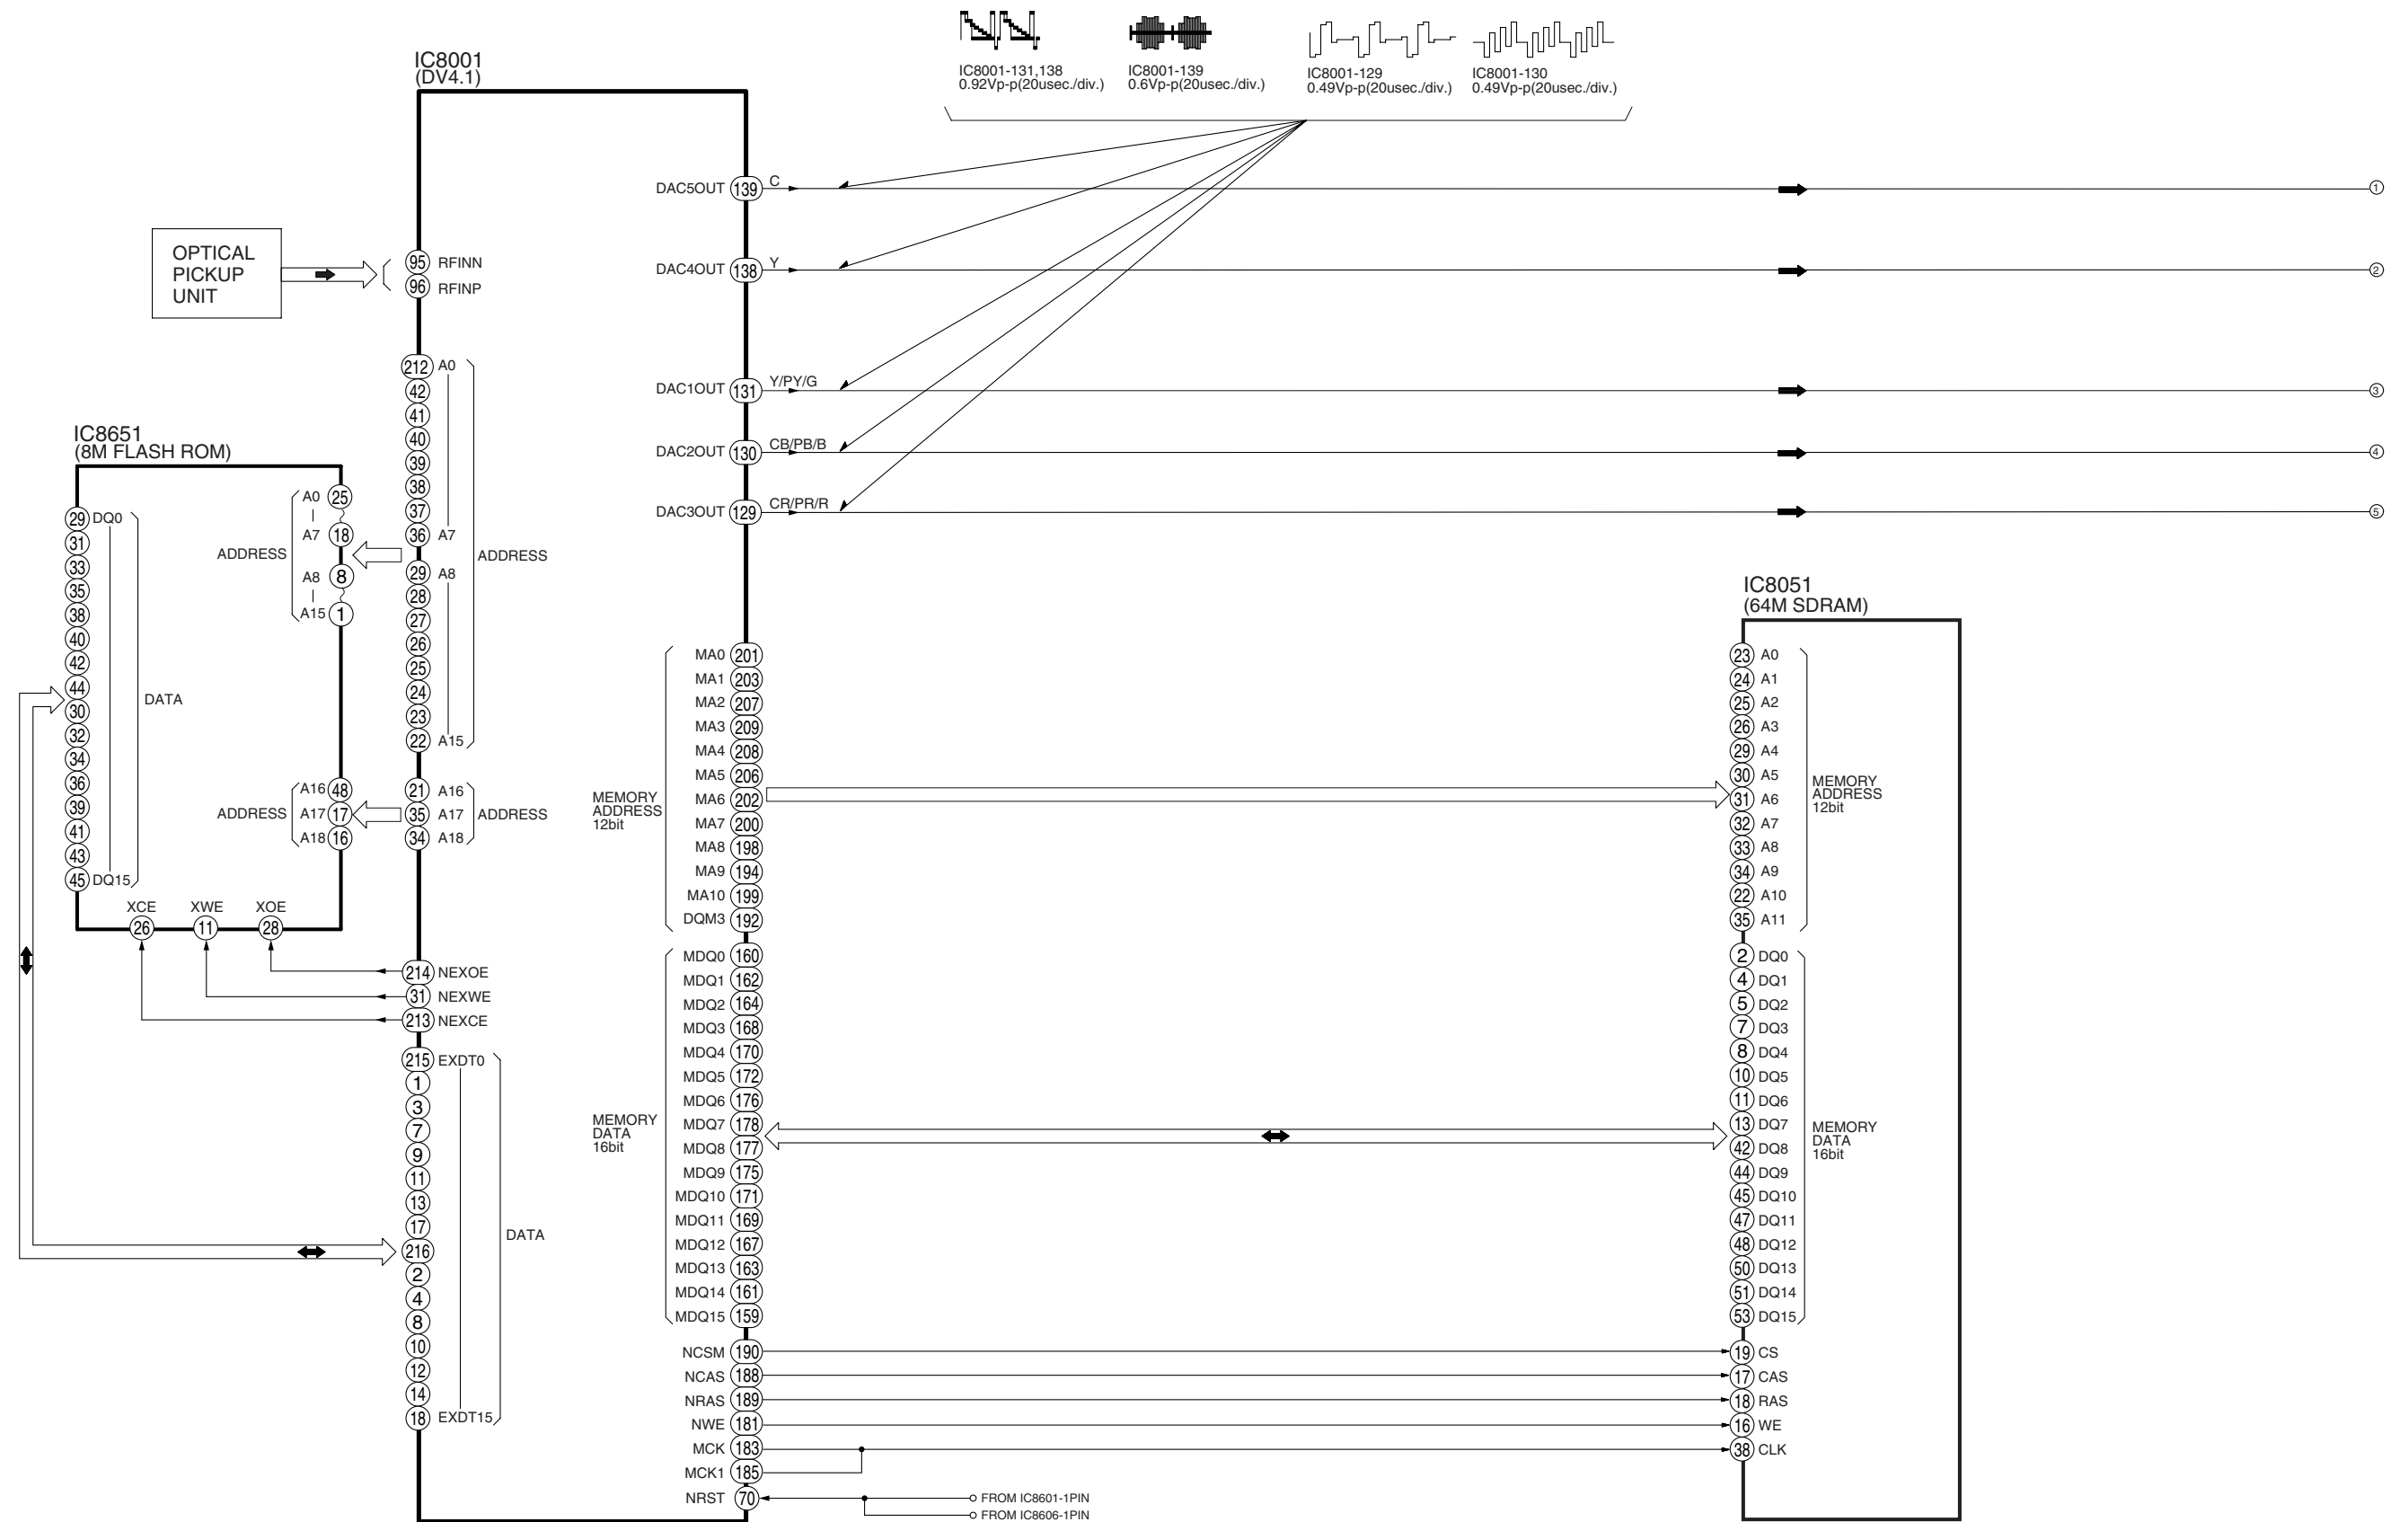 IC8001-131,138
0.92Vp-p(20usec./div.)
IC8001-139
0.6Vp-p(20usec./div.)
IC8001-129
0.49Vp-p(20usec./div.)
IC8001-130
0.49Vp-p(20usec./div.)
IC8001
(DV4.1)
DAC5OUT 139 C
1
DAC4OUT 138 Y
2
DAC1OUT 131 Y/PY/G
3
DAC2OUT 130 CB/PB/B
4
DAC3OUT 129 CR/PR/R
5
OPTICAL
PICKUP
UNIT
95 RFINN
96 RFINP
212 A0
42
41
40
39
38
37
36 A7
29 A8
28
27
26
25
24
23
22 A15
ADDRESS
21 A16
35 A17
34 A18
ADDRESS
214 NEXOE
31 NEXWE
213 NEXCE
215 EXDT0
1
3
7
9
11
13
17
216
2
4
8
10
12
14
18 EXDT15
DATA
IC8651
(8M FLASH ROM)
29 DQ0
31
33
35
38
40
42
44
30
32
34
36
39
41
43
45 DQ15
DATA
ADDRESS
A0 25
A7 18
A8 8
A15 1
ADDRESS
A16 48
A17 17
A18 16
XCE
26
XWE
11
XOE
28
MEMORY
ADDRESS
12bit
MA0 201
MA1 203
MA2 207
MA3 209
MA4 208
MA5 206
MA6 202
MA7 200
MA8 198
MA9 194
MA10 199
DQM3 192
MEMORY
DATA
16bit
MDQ0 160
MDQ1 162
MDQ2 164
MDQ3 168
MDQ4 170
MDQ5 172
MDQ6 176
MDQ7 178
MDQ8 177
MDQ9 175
MDQ10 171
MDQ11 169
MDQ12 167
MDQ13 163
MDQ14 161
MDQ15 159
NCSM 190
NCAS 188
NRAS 189
NWE 181
MCK 183
MCK1 185
NRST 70
FROM IC8601-1PIN
FROM IC8606-1PIN
IC8051
(64M SDRAM)
23 A0
24 A1
25 A2
26 A3
29 A4
30 A5
31 A6
32 A7
33 A8
34 A9
22 A10
35 A11
MEMORY
ADDRESS
12bit
2 DQ0
4 DQ1
5 DQ2
7 DQ3
8 DQ4
10 DQ5
11 DQ6
13 DQ7
42 DQ8
44 DQ9
45 DQ10
47 DQ11
48 DQ12
50 DQ13
51 DQ14
53 DQ15
MEMORY
DATA
16bit
19 CS
17 CAS
18 RAS
16 WE
38 CLK